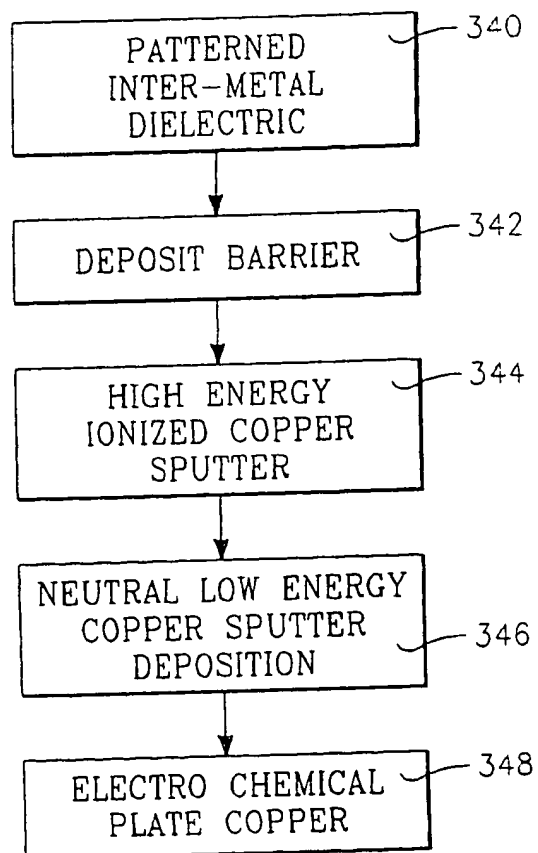 340
PATTERNED
INTER-METAL
DIELECTRIC
342
DEPOSIT BARRIER
344
HIGH ENERGY
IONIZED COPPER
SPUTTER
NEUTRAL LOW ENERGY
COPPER SPUTTER
DEPOSITION
346
ELECTRO CHEMICAL
PLATE COPPER
348